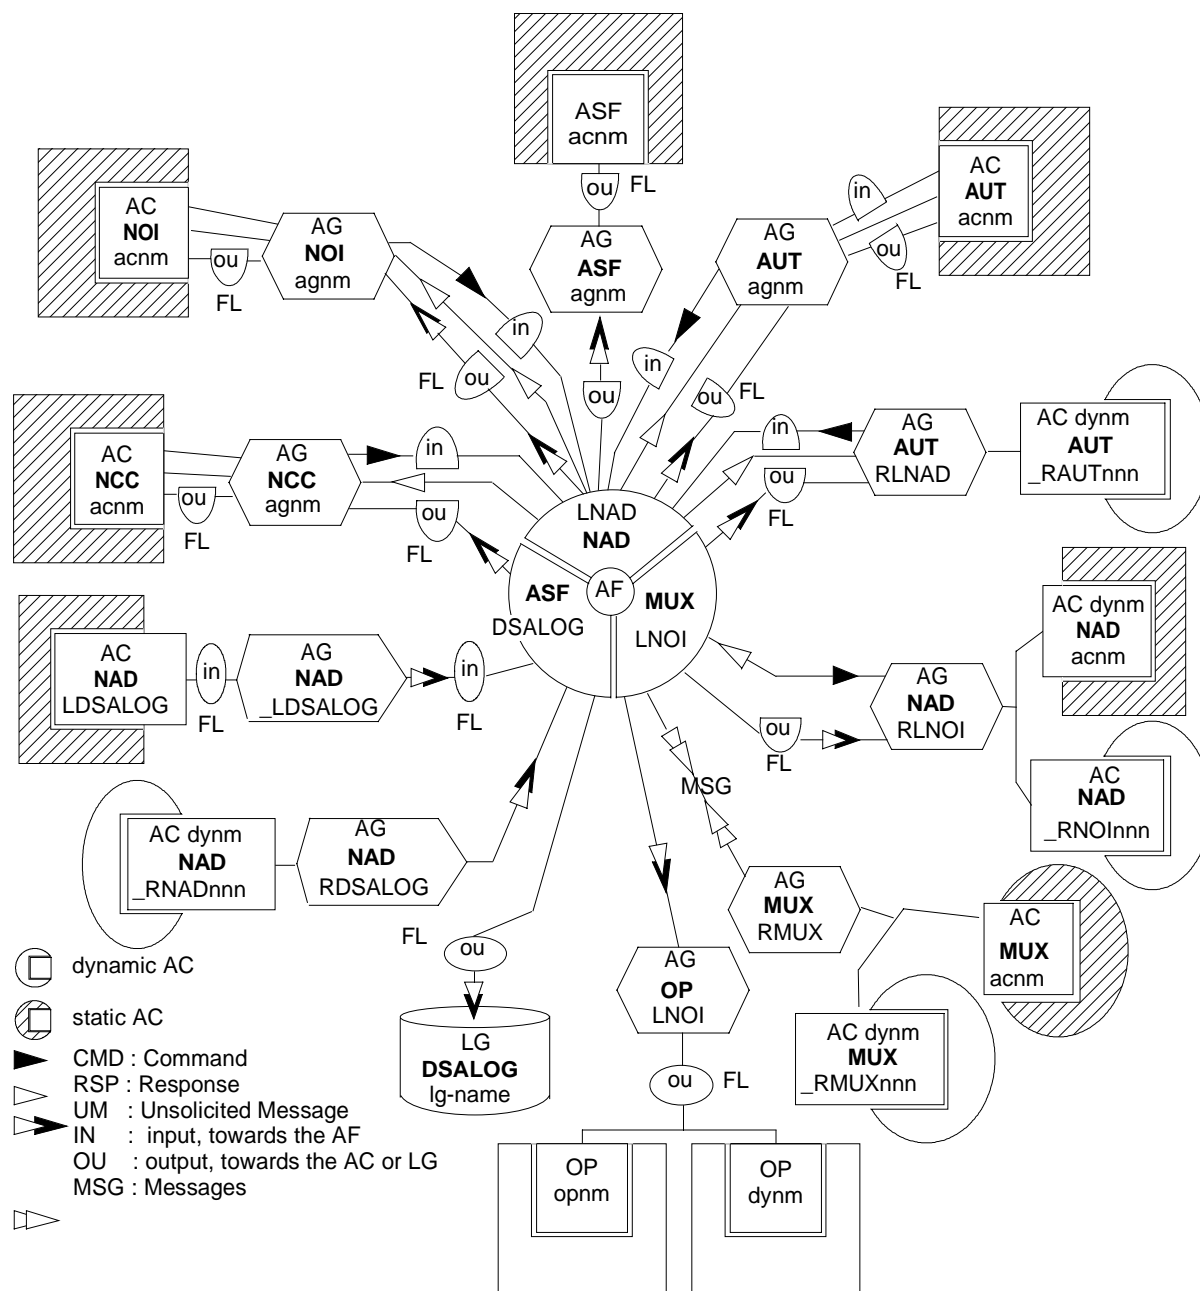 ASF
acnm
ou
FL
AG
ASF
agnm
ou
AC
NOI
acnm
ou
FL
AG
NOI
agnm
in
ou
FL
AC
AUT
acnm
in
ou
FL
AG
AUT
agnm
in
ou
FL
AC
NCC
acnm
ou
FL
AG
NCC
agnm
in
ou
FL
AC dynm
AUT
_RAUTnnn
AG
AUT
RLNAD
in
ou
FL
LNAD
NAD
AF
ASF
DSALOG
MUX
LNOI
AC
NAD
LDSALOG
in
FL
AG
NAD
_LDSALOG
in
FL
AC dynm
NAD
acnm
AG
NAD
RLNOI
ou
FL
AC
NAD
_RNOInnn
AC dynm
NAD
_RNADnnn
AG
NAD
RDSALOG
MSG
AG
MUX
RMUX
AC
MUX
acnm
AC dynm
MUX
_RMUXnnn
FL
ou
LG
DSALOG
lg-name
AG
OP
LNOI
ou
FL
OP
opnm
OP
dynm
dynamic AC
static AC
CMD : Command
RSP : Response
UM : Unsolicited Message
IN : input, towards the AF
OU : output, towards the AC or LG
MSG : Messages